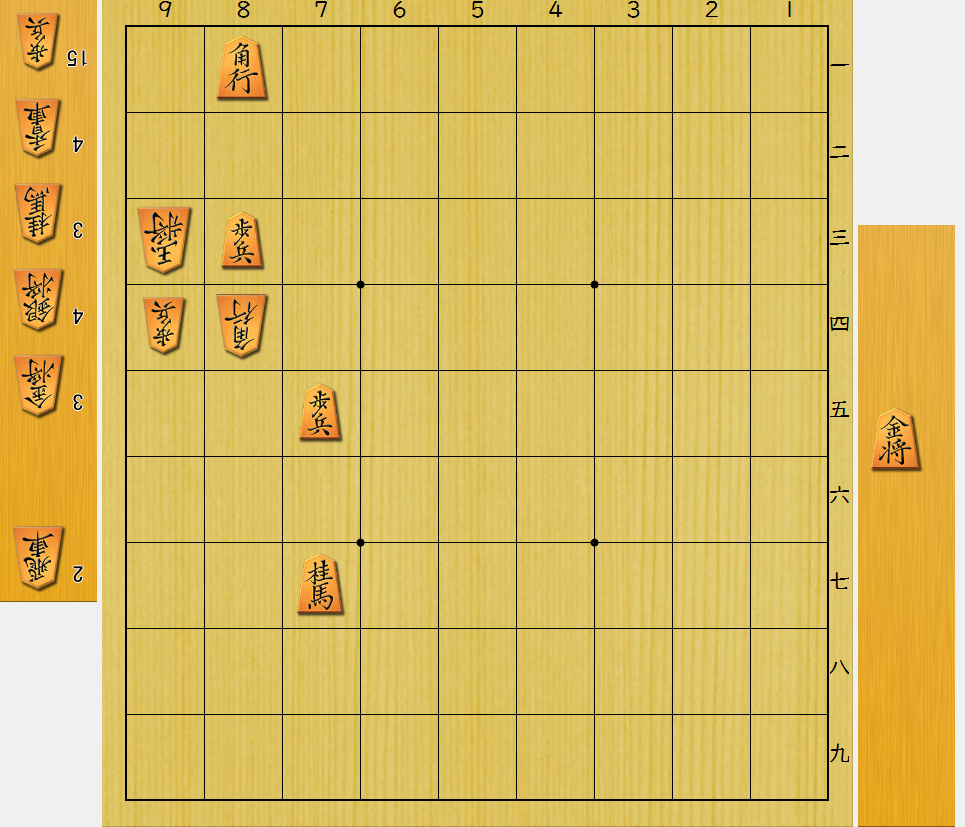 9 8 7 6 5 4 3 2 1
一
二
三
四
五
六
七
八
九
歩兵 15
香車 4
桂馬 3
銀将 4
金将 3
飛車 2
角行
玉将 歩兵
歩兵 角行
歩兵
桂馬
金将